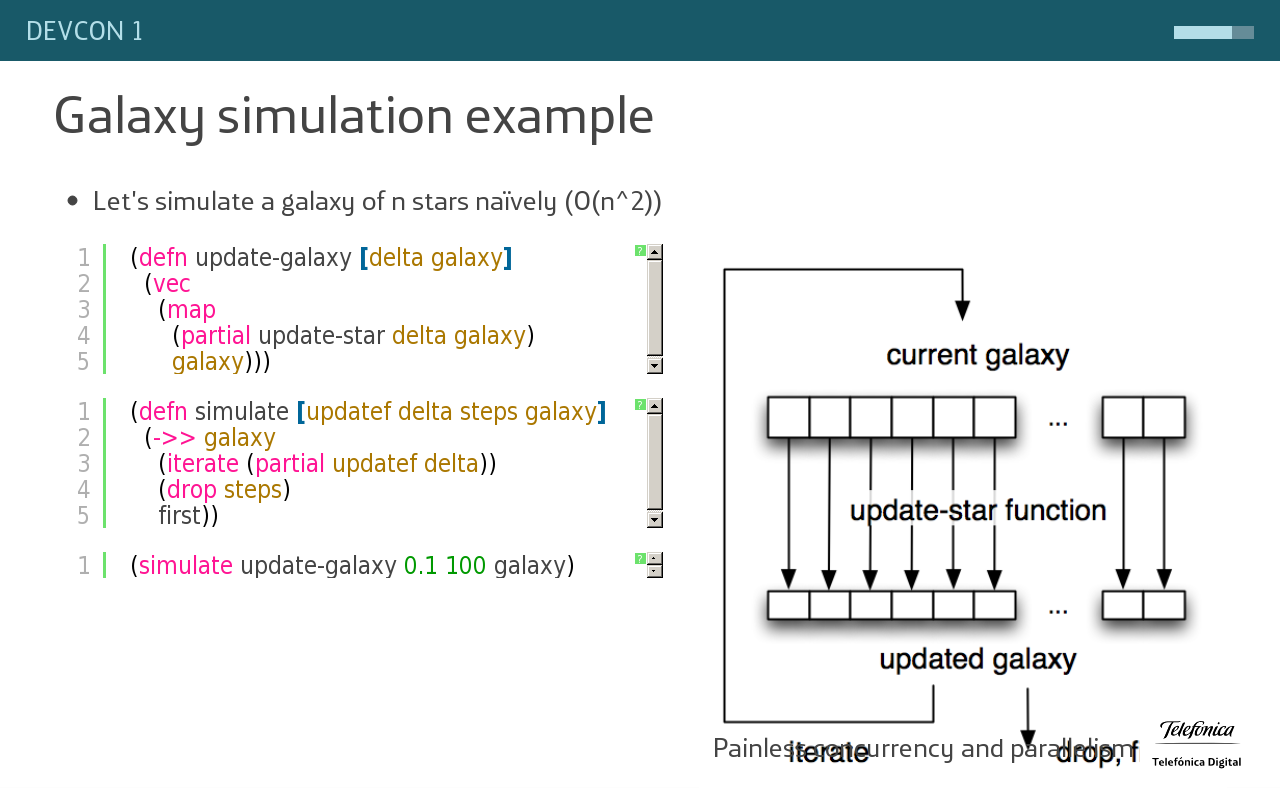 DEVCON 1
Galaxy simulation example
• Let's simulate a galaxy of n stars naïvely (O(n^2))
1 (defn update-galaxy [delta galaxy]
2 (vec
3 (map
4 (partial update-star delta galaxy)
5 galaxy)))
?
1 (defn simulate [updatef delta steps galaxy]
2 (->> galaxy
3 (iterate (partial updatef delta))
4 (drop steps)
5 first))
?
1 (simulate update-galaxy 0.1 100 galaxy)
?
current galaxy
...
update-star function
...
updated galaxy
iterate
drop, f
Painless concurrency and parallelism
Telefónica
Telefónica Digital